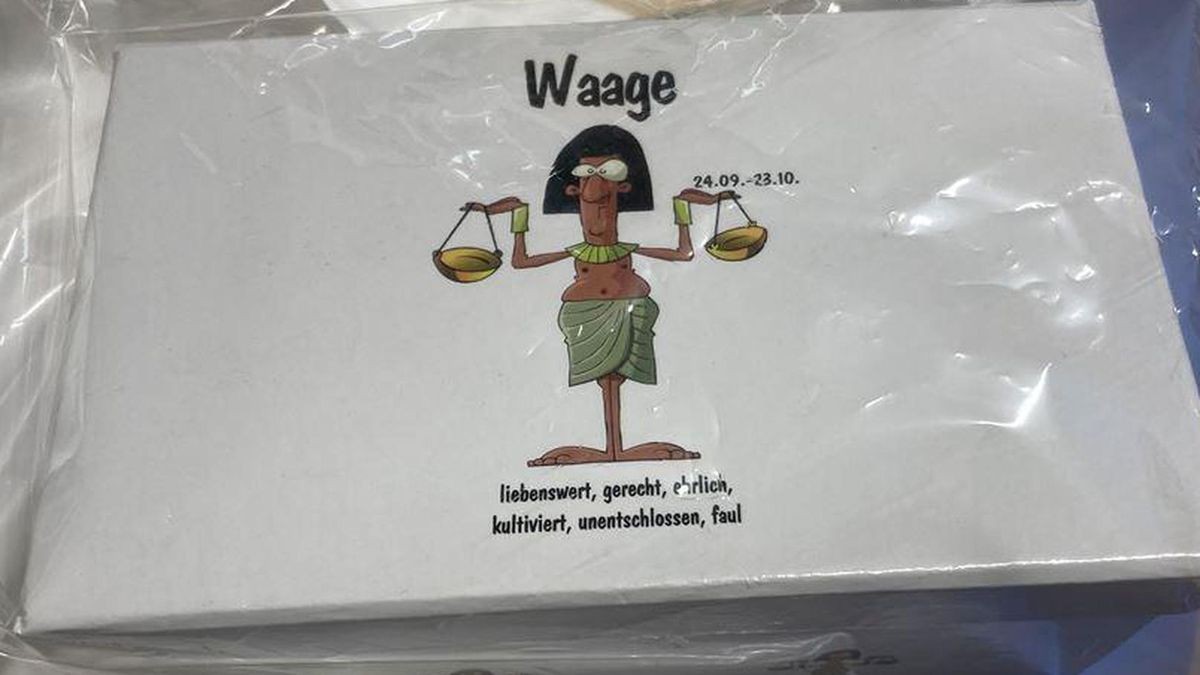 Waage
24.09.-23.10.
liebenswert, gerecht, ehrlich,
kultiviert, unentschlossen, faul